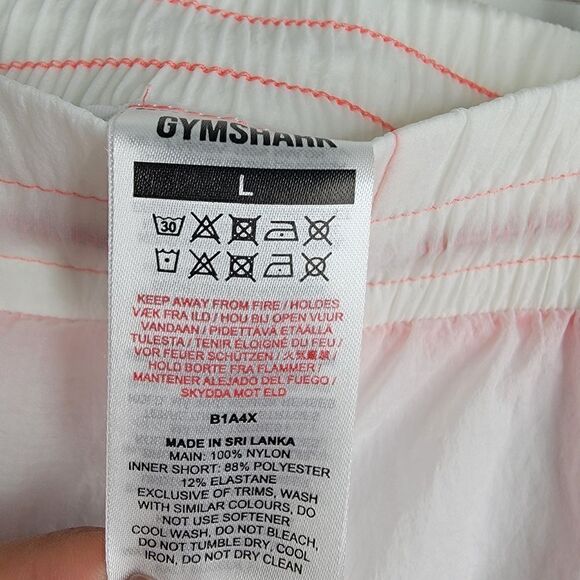 GYMSHARK
L
30
KEEP AWAY FROM FIRE / HOLDES
VÆK FRA ILD / HOU BIJ OPEN VUUR
VANDAAN / PIDETTÄVÄ ETÄÄLLÄ
TULESTA / TENIR ÉLOIGNÉ DU FEU /
VOR FEUER SCHÜTZEN / 火気厳禁 /
HOLD BORTE FRA FLAMMER /
MANTENER ALEJADO DEL FUEGO /
SKYDDA MOT ELD
B1A4X
MADE IN SRI LANKA
MAIN: 100% NYLON
INNER SHORT: 88% POLYESTER
12% ELASTANE
EXCLUSIVE OF TRIMS, WASH
WITH SIMILAR COLOURS, DO
NOT USE SOFTENER
COOL WASH, DO NOT BLEACH,
DO NOT TUMBLE DRY, COOL
IRON, DO NOT DRY CLEAN